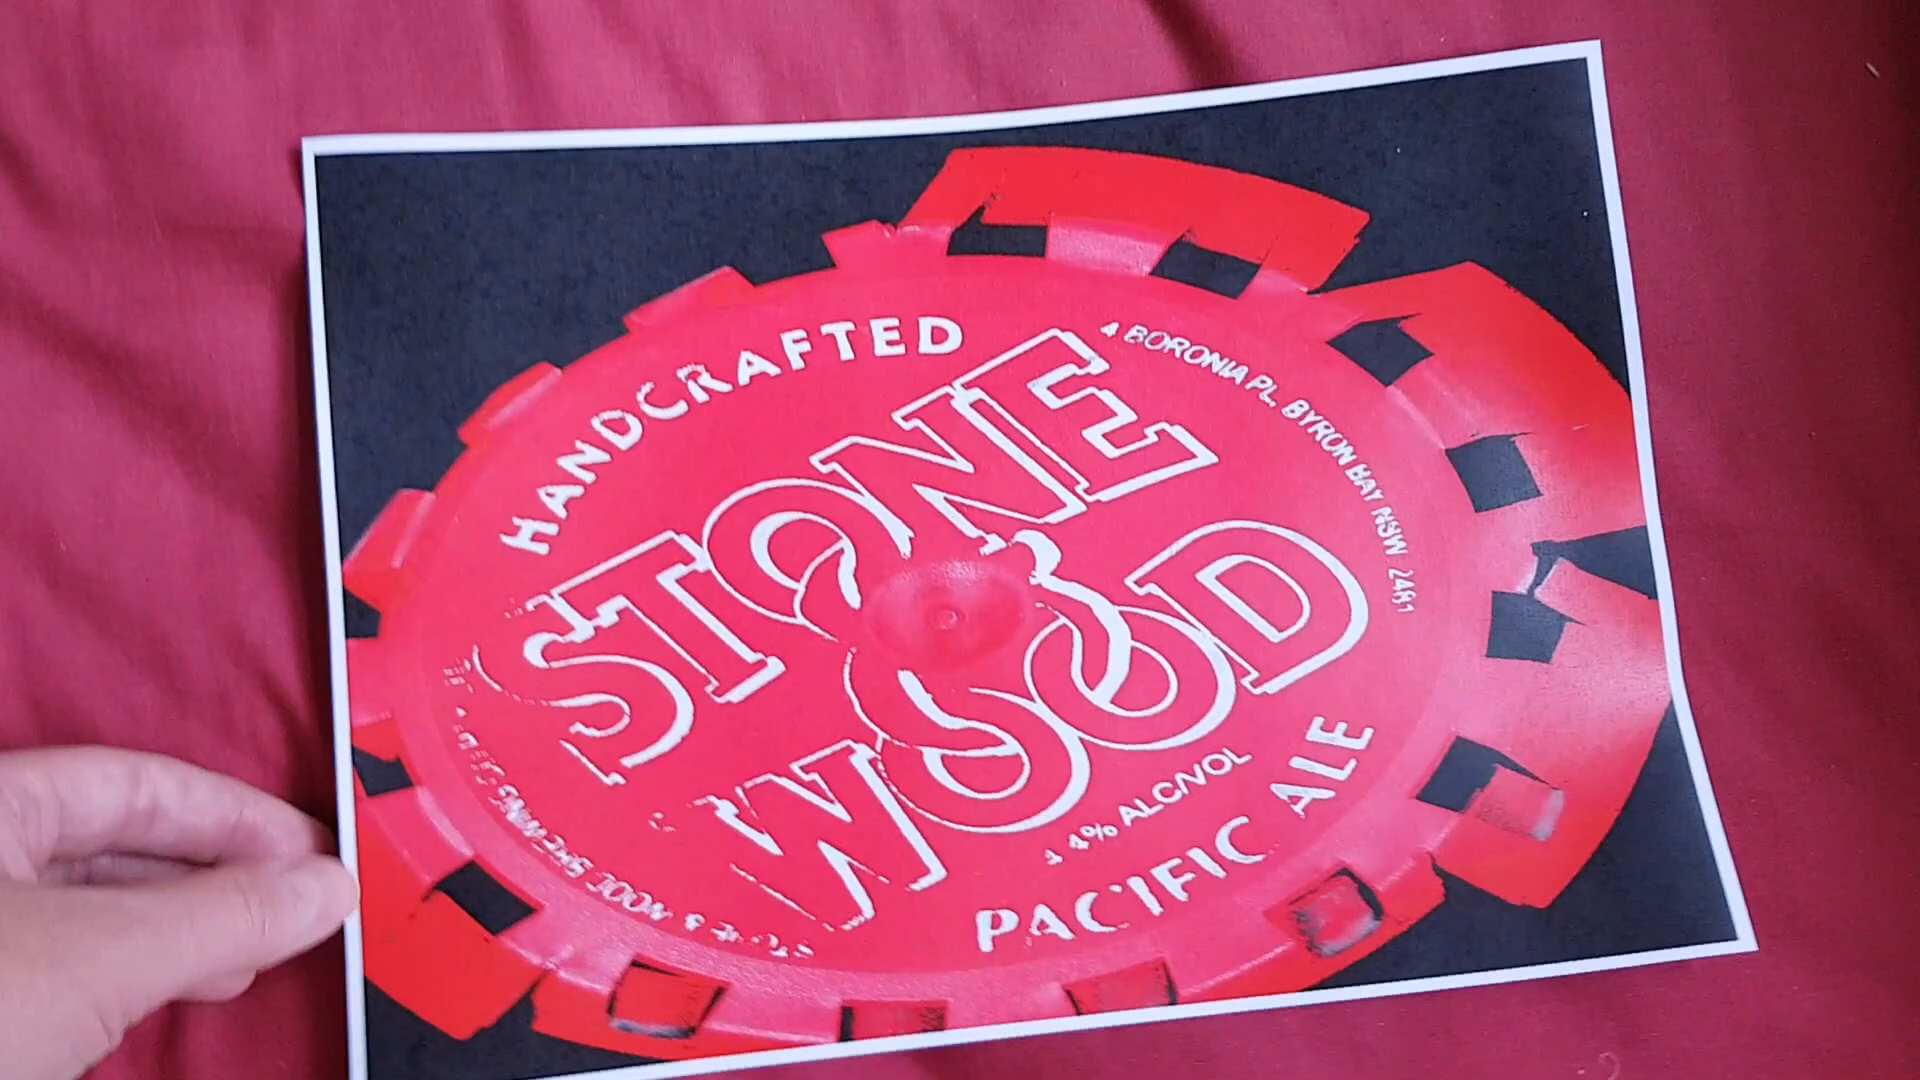 HANDCRAFTED
4 BORONIA PL, BYRON BAY NSW 2481
STONE
WOOD
4% ALC/VOL
PACIFIC ALE